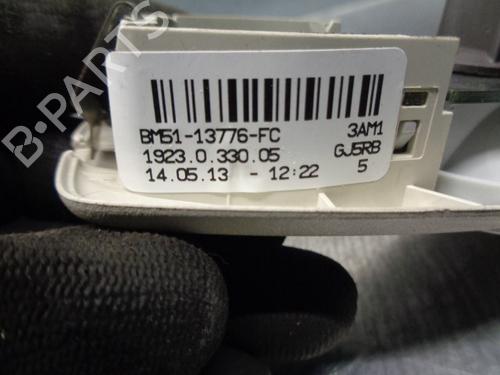 B-PARTS
BM51-13776-FC 3AM1
1923.0.330.05 GJ5RB
14.05.13 - 12:22 5